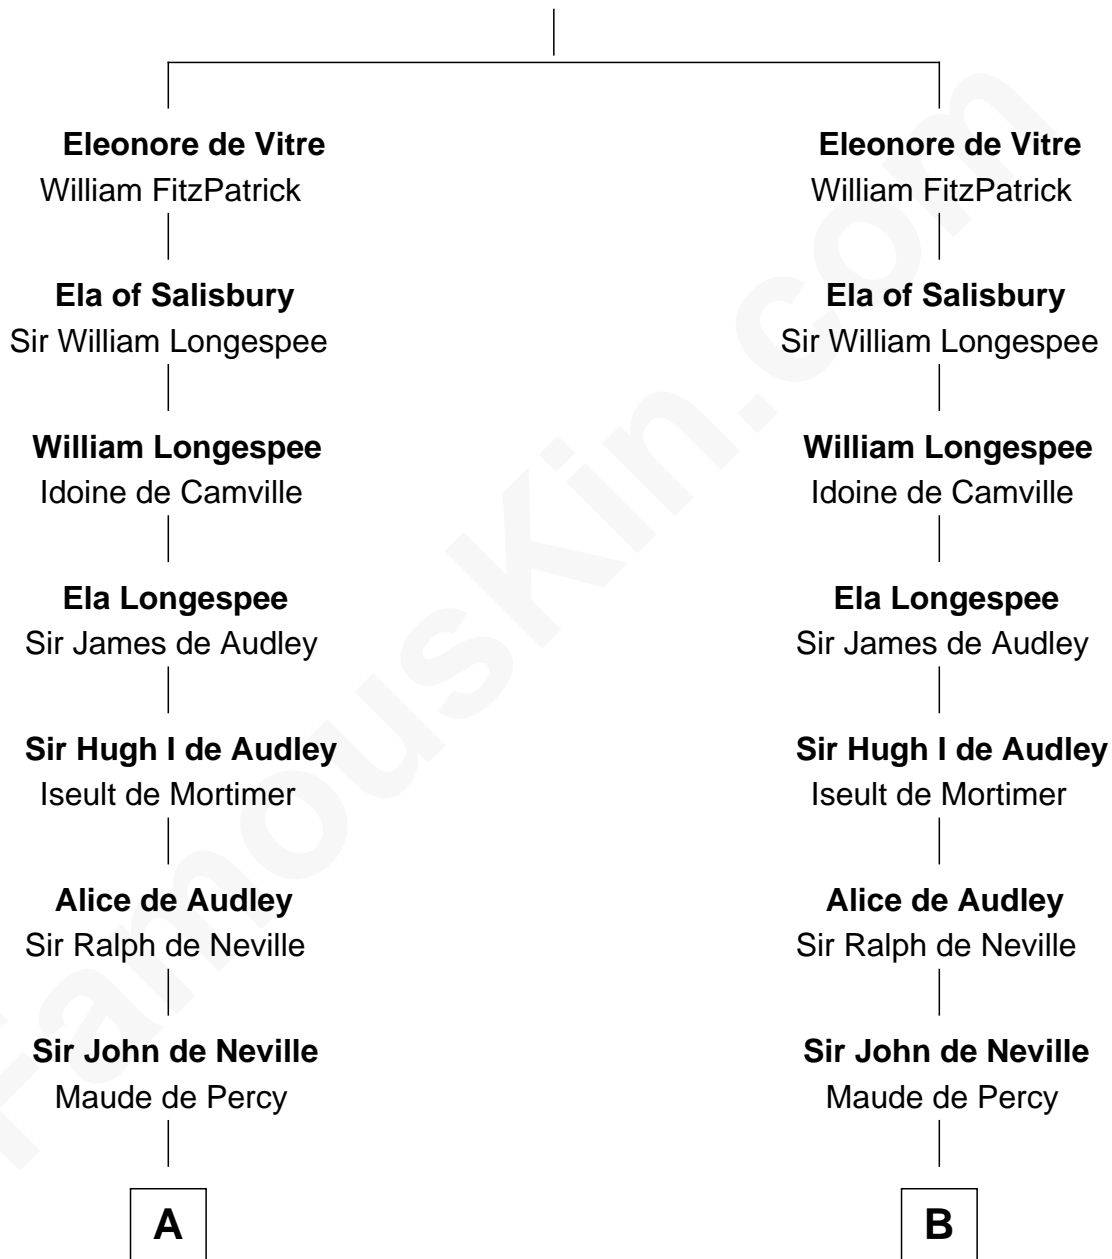 Eleonore de Vitre
William FitzPatrick
Ela of Salisbury
Sir William Longespee
William Longespee
Idoine de Camville
Ela Longespee
Sir James de Audley
Sir Hugh I de Audley
Iseult de Mortimer
Alice de Audley
Sir Ralph de Neville
Sir John de Neville
Maude de Percy
A
Eleonore de Vitre
William FitzPatrick
Ela of Salisbury
Sir William Longespee
William Longespee
Idoine de Camville
Ela Longespee
Sir James de Audley
Sir Hugh I de Audley
Iseult de Mortimer
Alice de Audley
Sir Ralph de Neville
Sir John de Neville
Maude de Percy
B
FamousKin.com